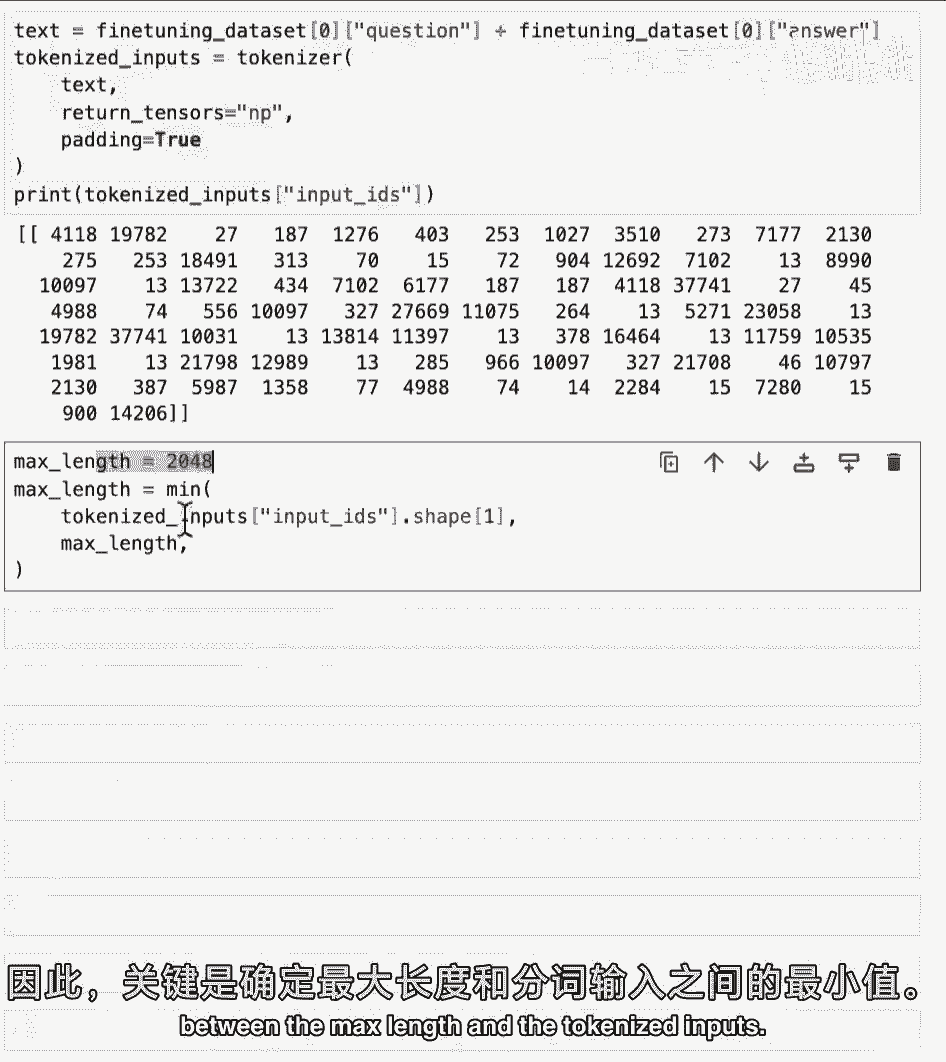 text = finetuning_dataset[0]["question"] + finetuning_dataset[0]["answer"]
tokenized_inputs = tokenizer(
    text,
    return_tensors="np",
    padding=True
)
print(tokenized_inputs["input_ids"])
[[ 4118 19782    27   187  1276   403   253  1027  3510   273  7177  2130
    275   253 18491   313    70    15    72   904 12692  7102    13  8990
  10097    13 13722   434  7102  6177   187   187  4118 37741    27    45
   4988    74   556 10097   327 27669 11075   264    13  5271 23058    13
  19782 37741 10031    13 13814 11397    13   378 16464    13 11759 10535
   1981    13 21798 12989    13   285   966 10097   327 21708    46 10797
   2130   387  5987  1358    77  4988    74    14  2284    15  7280    15
    900 14206]]
max_length = 2048
max_length = min(
    tokenized_inputs["input_ids"].shape[1],
    max_length,
)
因此，关键是确定最大长度和分词输入之间的最小值。
between the max length and the tokenized inputs.